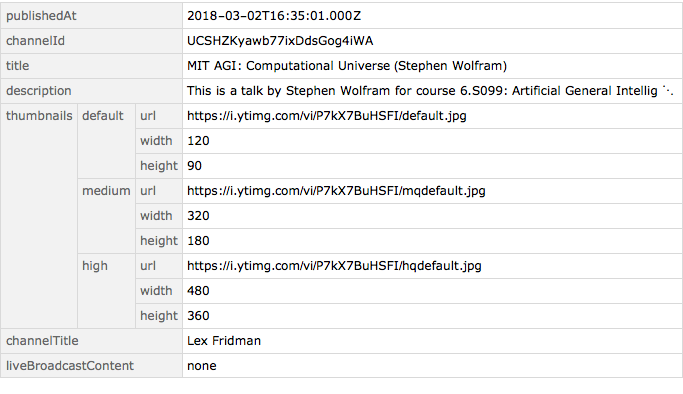 publishedAt 2018-03-02T16:35:01.000Z
channelId UCSHZKyawb77ixDdsGog4iWA
title MIT AGI: Computational Universe (Stephen Wolfram)
description This is a talk by Stephen Wolfram for course 6.S099: Artificial General Intellig ⋱
thumbnails default url https://i.ytimg.com/vi/P7kX7BuHSFI/default.jpg
width 120
height 90
medium url https://i.ytimg.com/vi/P7kX7BuHSFI/mqdefault.jpg
width 320
height 180
high url https://i.ytimg.com/vi/P7kX7BuHSFI/hqdefault.jpg
width 480
height 360
channelTitle Lex Fridman
liveBroadcastContent none